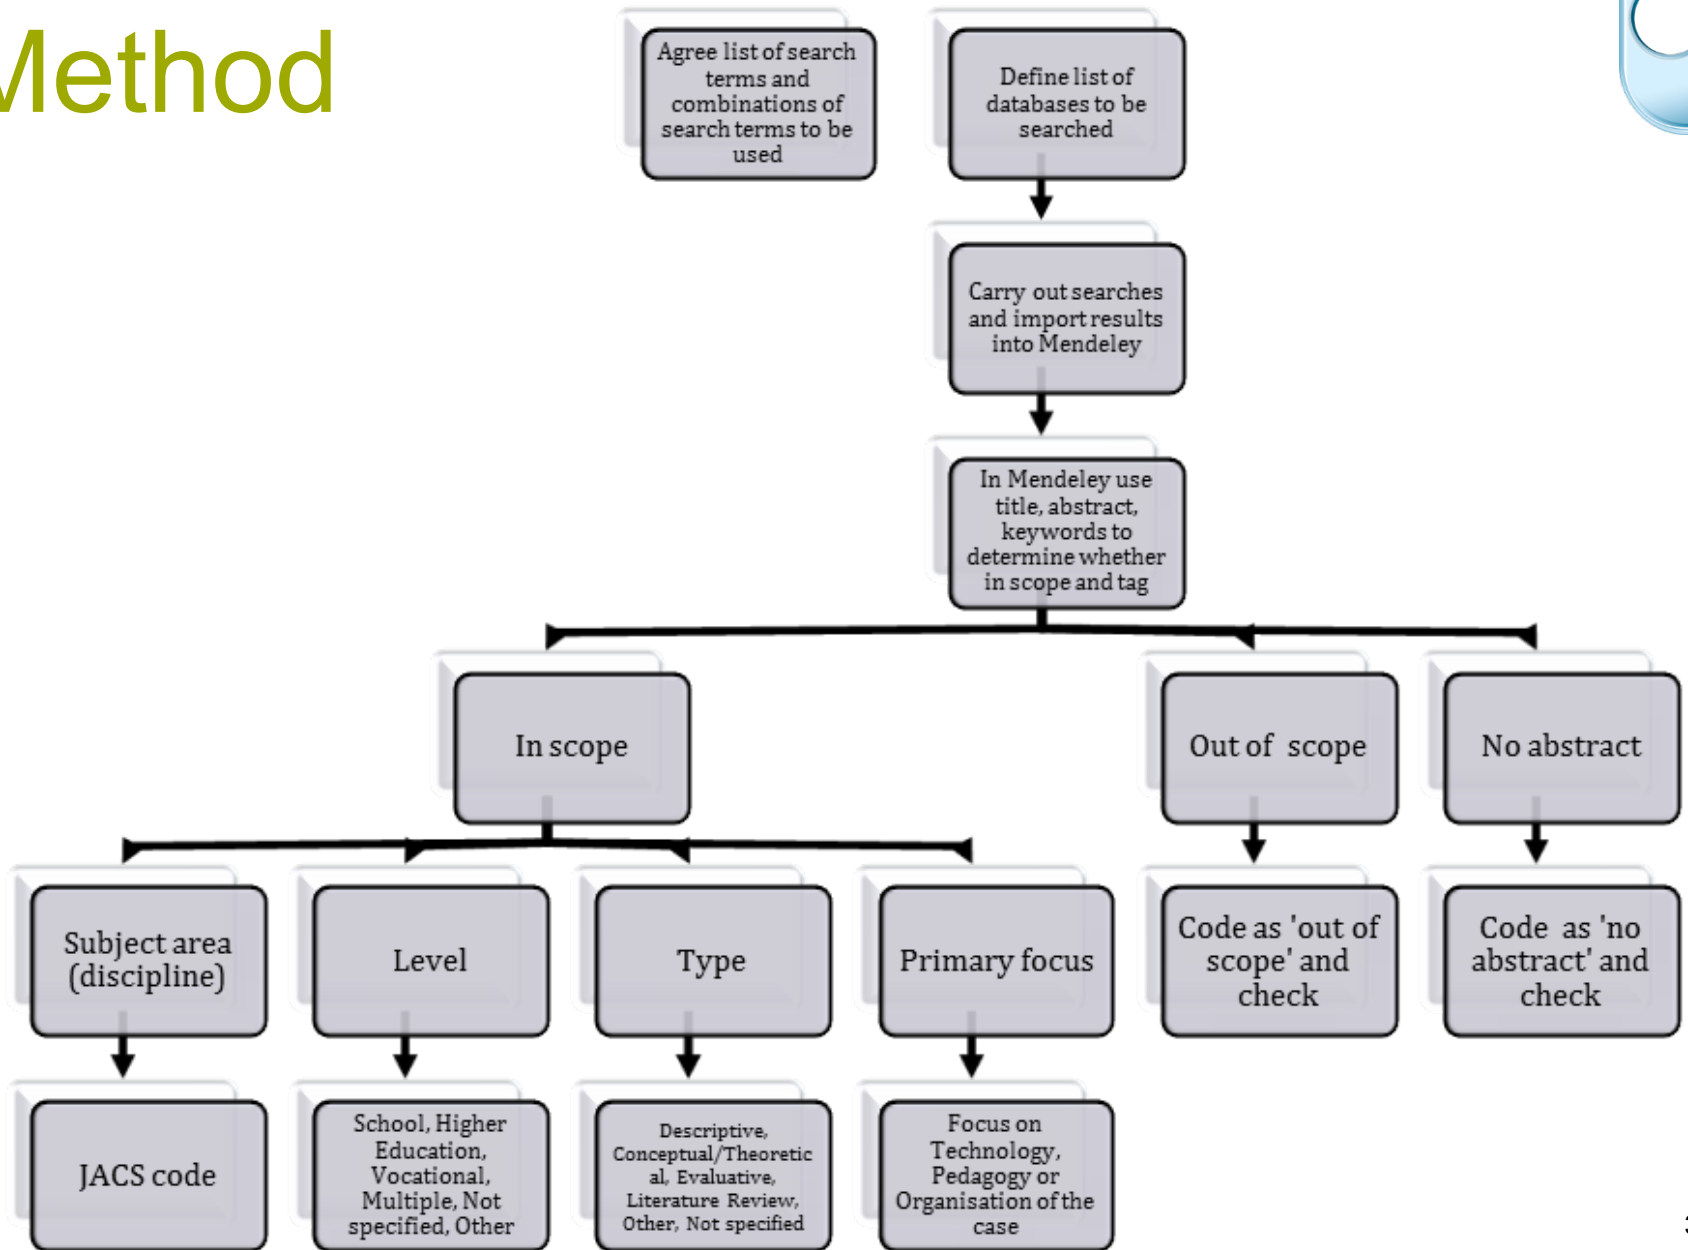 Method
Agree list of search
terms and
combinations of
search terms to be
used
Define list of
databases to be
searched
Carry out searches
and import results
into Mendeley
In Mendeley use
title, abstract,
keywords to
determine whether
in scope and tag
In scope
Out of scope
No abstract
Subject area
(discipline)
Level
Type
Primary focus
Code as 'out of
scope' and
check
Code as 'no
abstract' and
check
JACS code
School, Higher
Education,
Vocational,
Multiple, Not
specified, Other
Descriptive,
Conceptual/Theoretic
al, Evaluative,
Literature Review,
Other, Not specified
Focus on
Technology,
Pedagogy or
Organisation of the
case